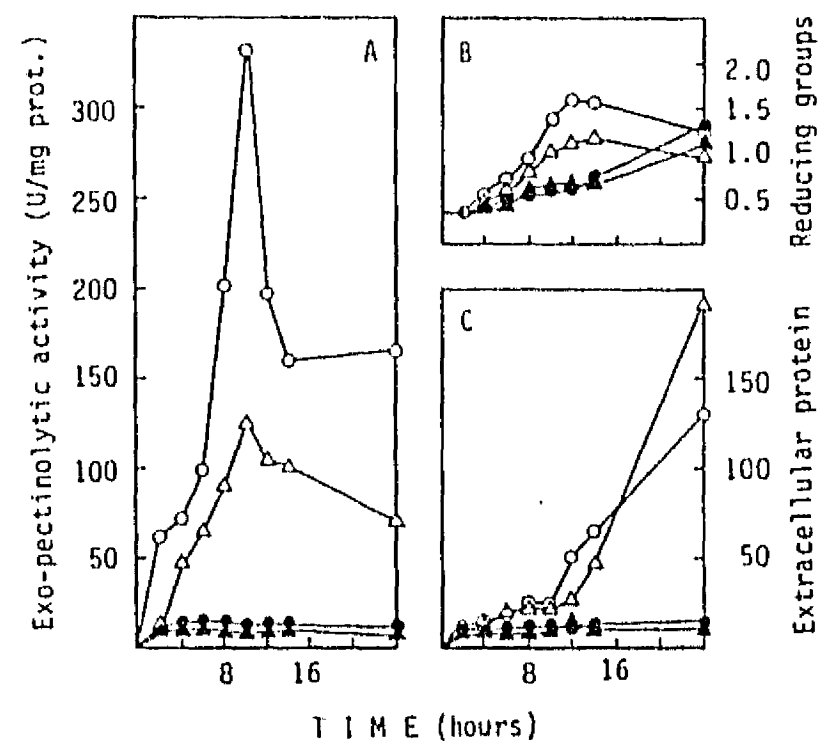 Exo-pectinolytic activity (U/mg prot.)
300
250
200
150
100
50
A
8 16
B
2.0
1.5
1.0
0.5
Reducing groups
C
150
100
50
Extracellular protein
8 16
TIME (hours)